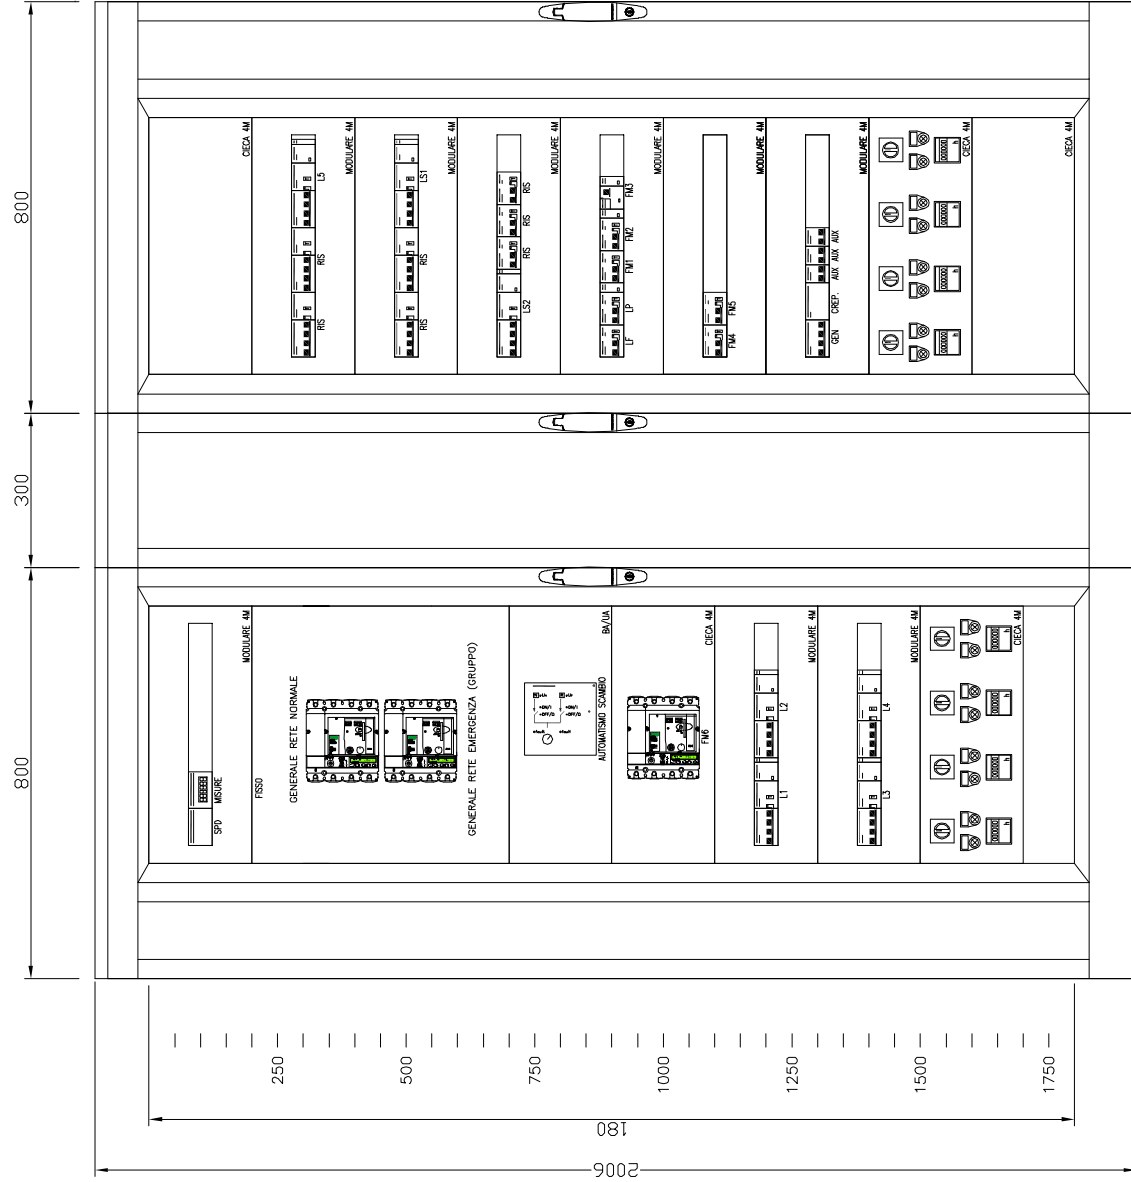 800
300
800
CIECA 4M
L5
RIS
RIS
MODULARE 4M
LS1
RIS
RIS
MODULARE 4M
RIS
RIS
RIS
LS2
MODULARE 4M
FM3
FM2
FM1
LP
LF
MODULARE 4M
FM5
FM4
MODULARE 4M
AUX
AUX
AUX
CREP.
GEN
MODULARE 4M
CIECA 4M
CIECA 4M
SPD
MISURE
MODULARE 4M
FISSO
GENERALE RETE NORMALE
GENERALE RETE EMERGENZA (GRUPPO)
AUTOMATISMO SCAMBIO
BA/UA
FM6
CIECA 4M
L1
L2
MODULARE 4M
L3
L4
MODULARE 4M
CIECA 4M
250
500
750
1000
1250
1500
1750
180
2006